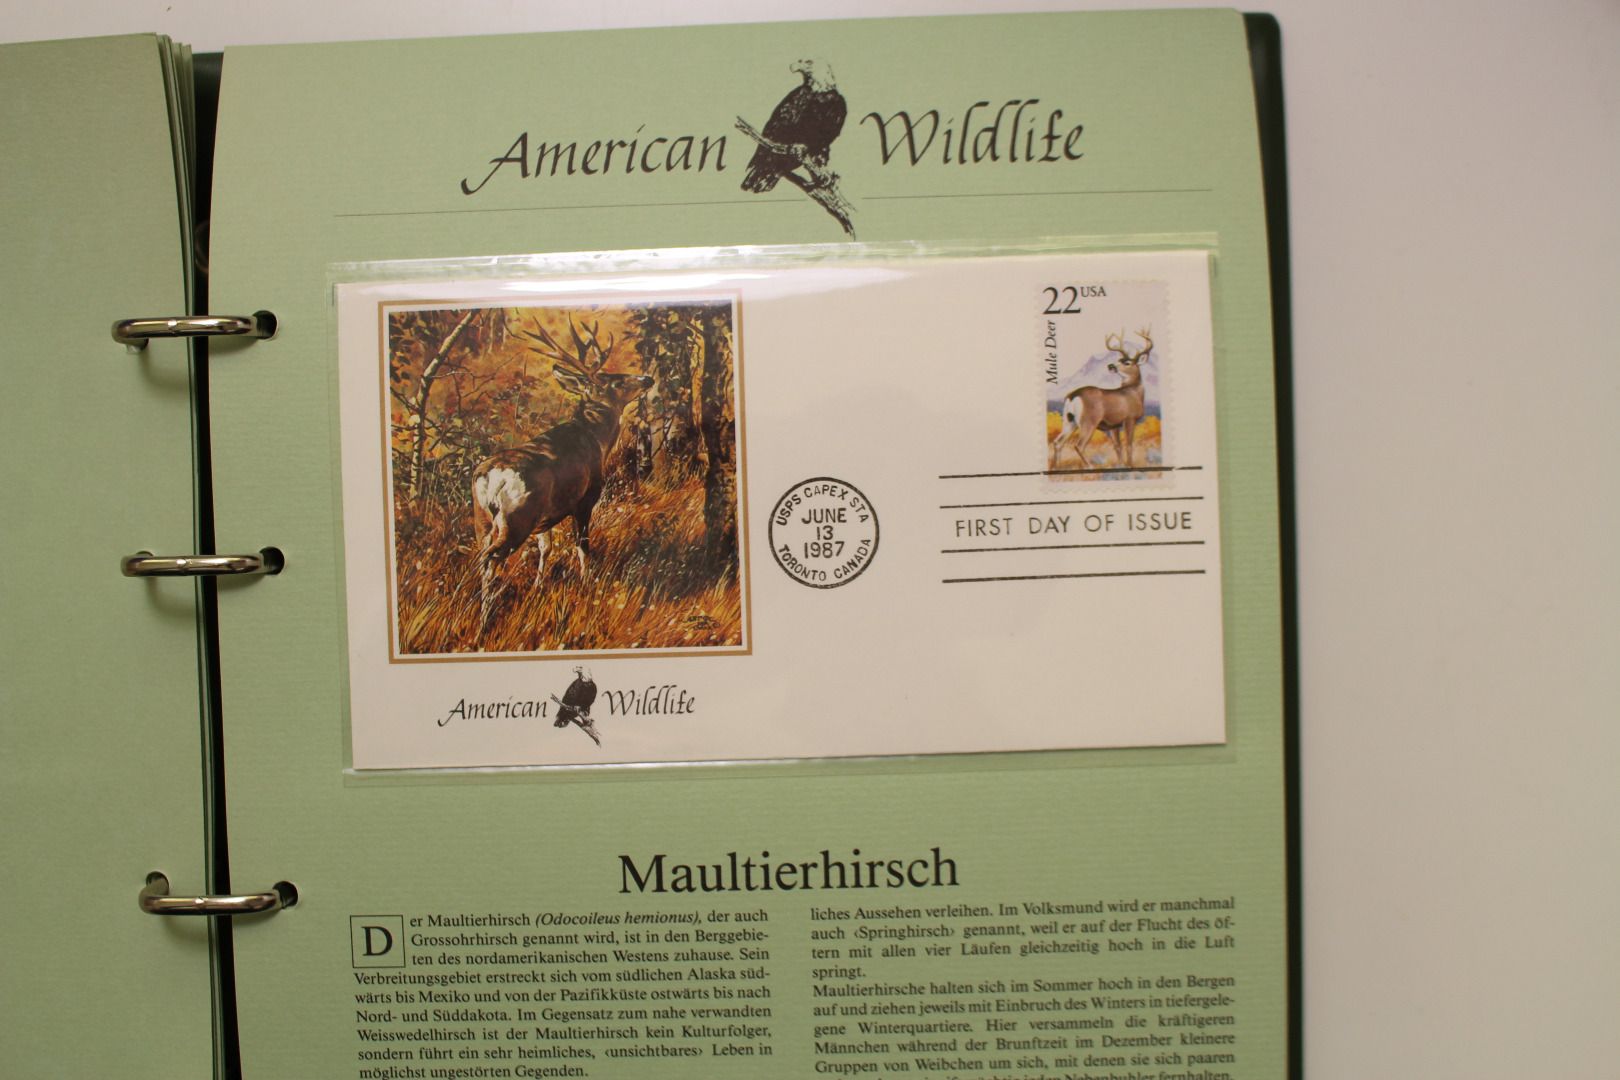 American Wildlife
22 USA
Mule Deer
USPS CAPEX STA
JUNE
13
1987
TORONTO CANADA
FIRST DAY OF ISSUE
American Wildlife
Maultierhirsch
Der Maultierhirsch (Odocoileus hemionus), der auch
Grossohrhirsch genannt wird, ist in den Berggebie-
ten des nordamerikanischen Westens zuhause. Sein
Verbreitungsgebiet erstreckt sich vom südlichen Alaska süd-
wärts bis Mexiko und von der Pazifikküste ostwärts bis nach
Nord- und Süddakota. Im Gegensatz zum nahe verwandten
Weisswedelhirsch ist der Maultierhirsch kein Kulturfolger,
sondern führt ein sehr heimliches, ‹unsichtbares› Leben in
möglichst ungestörten Gegenden.
liches Aussehen verleihen. Im Volksmund wird er manchmal
auch ‹Springhirsch› genannt, weil er auf der Flucht des öf-
tern mit allen vier Läufen gleichzeitig hoch in die Luft
springt.
Maultierhirsche halten sich im Sommer hoch in den Bergen
auf und ziehen jeweils mit Einbruch des Winters in tiefergele-
gene Winterquartiere. Hier versammeln die kräftigeren
Männchen während der Brunftzeit im Dezember kleinere
Gruppen von Weibchen um sich, mit denen sie sich paaren
jeden Nebenbuhler fernhalten.